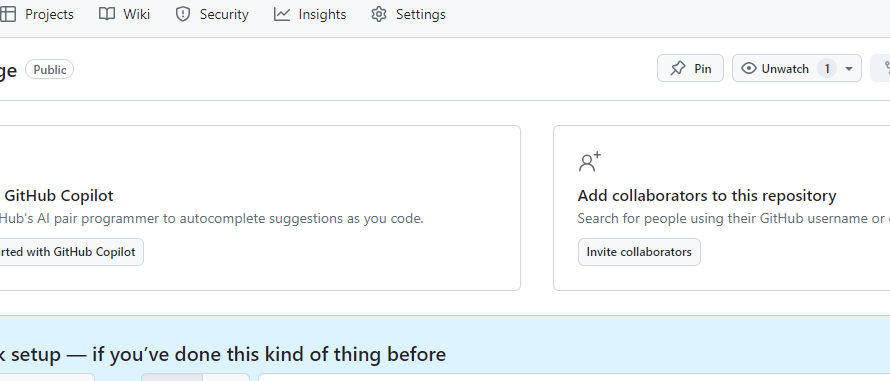 Projects Wiki Security Insights Settings
ge Public Pin Unwatch 1
GitHub Copilot
Hub's AI pair programmer to autocomplete suggestions as you code.
rted with GitHub Copilot
Add collaborators to this repository
Search for people using their GitHub username or
Invite collaborators
k setup — if you’ve done this kind of thing before